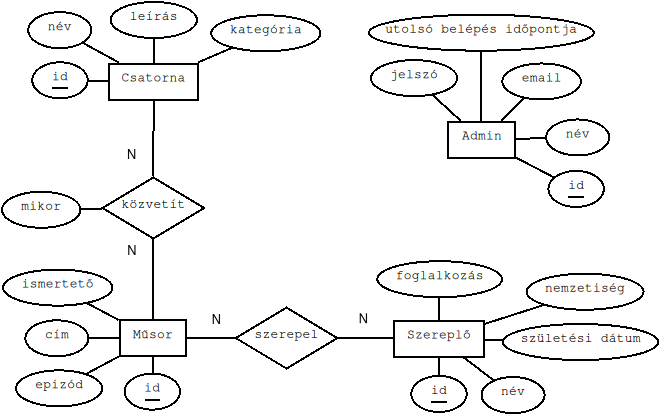 leírás
név
kategória
id
Csatorna
N
mikor
közvetít
N
utolsó belépés időpontja
jelszó
email
Admin
név
id
ismertető
cím
Műsor
epizód
id
N
szerepel
N
foglalkozás
nemzetiség
Szereplő
születési dátum
id
név